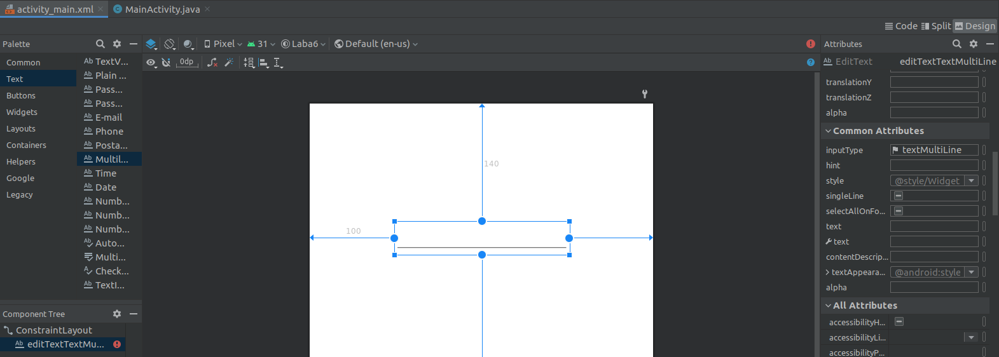 activity_main.xml
MainActivity.java
Code Split Design
Palette
Pixel 31 Laba6 Default (en-us)
Attributes
0dp
Ab EditText editTextTextMultiLine
Common
Text
Buttons
Widgets
Layouts
Containers
Helpers
Google
Legacy
Ab TextV...
Ab Plain ...
Ab Pass...
Ab Pass...
Ab E-mail
Ab Phone
Ab Posta...
Ab Multil...
Ab Time
Ab Date
Ab Numb...
Ab Numb...
Ab Numb...
Ab Auto...
Multi...
A Check...
Ab TextI...
Component Tree
ConstraintLayout
Ab editTextTextMu...
140
100
translationY
translationZ
alpha
Common Attributes
inputType textMultiLine
hint
style @style/Widget
singleLine
selectAllOnFo...
text
text
contentDescrip...
textAppeara... @android:style
alpha
All Attributes
accessibilityH...
accessibilityLi...
accessibilityP...